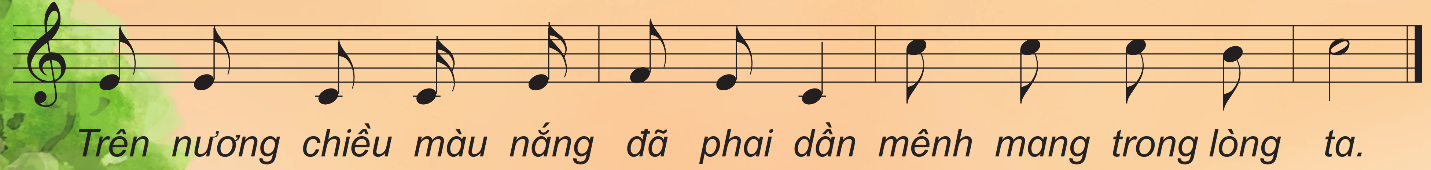 Trên nương chiều màu nắng đã phai dần mênh mang trong lòng ta.